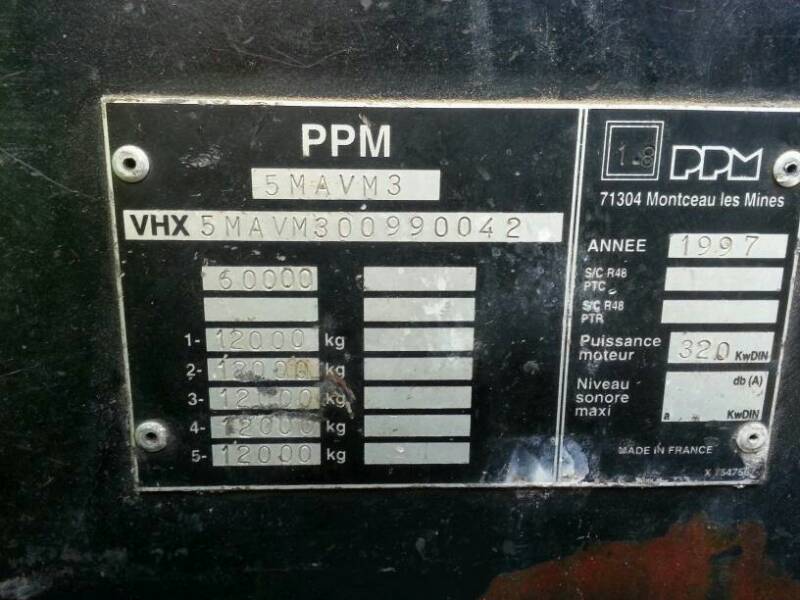 PPM
5MAVM3
VHX 5MAVM300990042
60000
1- 12000 kg
2- 12000 kg
3- 12000 kg
4- 12000 kg
5- 12000 kg
1.8 PPM
71304 Montceau les Mines
ANNEE 1997
S/C R48
PTC
S/C R48
PTR
Puissance
moteur 320 KwDIN
Niveau
sonore
maxi
db (A)
a KwDIN
MADE IN FRANCE